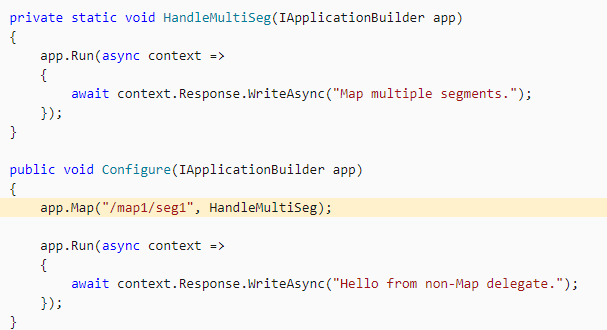 private static void HandleMultiSeg(IApplicationBuilder app)
{
    app.Run(async context =>
    {
        await context.Response.WriteAsync("Map multiple segments.");
    });
}

public void Configure(IApplicationBuilder app)
{
    app.Map("/map1/seg1", HandleMultiSeg);

    app.Run(async context =>
    {
        await context.Response.WriteAsync("Hello from non-Map delegate.");
    });
}